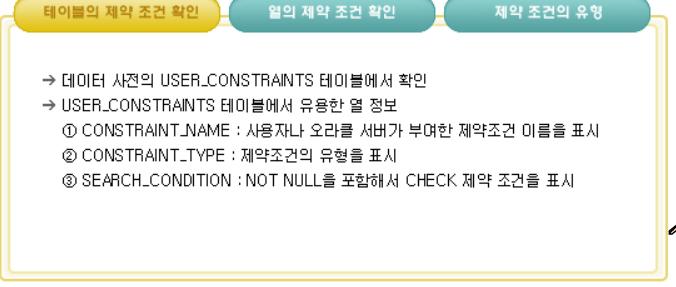 테이블의 제약 조건 확인
열의 제약 조건 확인
제약 조건의 유형
→ 데이터 사전의 USER_CONSTRAINTS 테이블에서 확인
→ USER_CONSTRAINTS 테이블에서 유용한 열 정보
① CONSTRAINT_NAME : 사용자나 오라클 서버가 부여한 제약조건 이름을 표시
② CONSTRAINT_TYPE : 제약조건의 유형을 표시
③ SEARCH_CONDITION : NOT NULL을 포함해서 CHECK 제약 조건을 표시